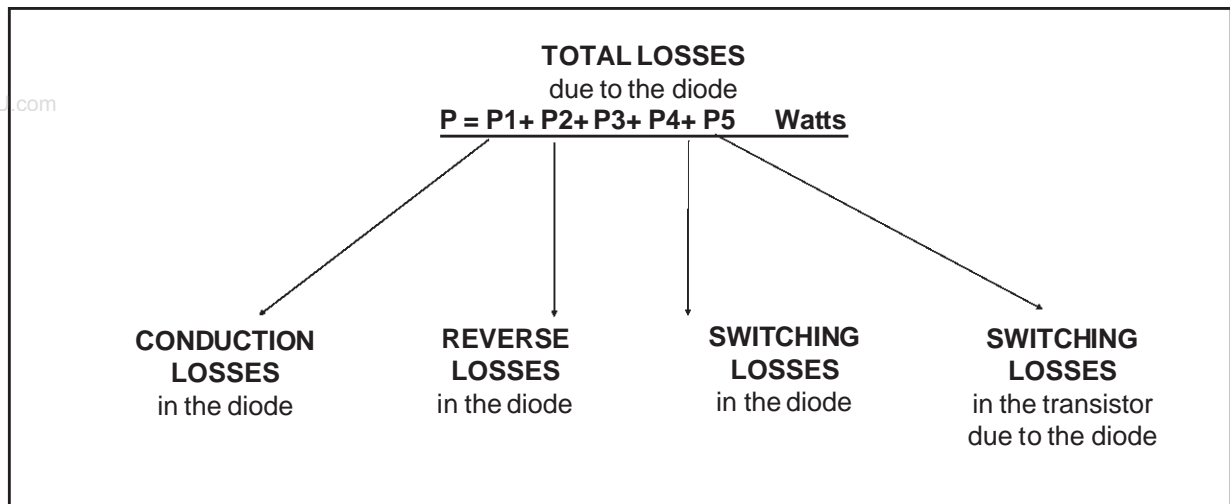 TOTAL LOSSES
due to the diode
P = P1+ P2+ P3+ P4+ P5 Watts
.com
CONDUCTION
LOSSES
in the diode
REVERSE
LOSSES
in the diode
SWITCHING
LOSSES
in the diode
SWITCHING
LOSSES
in the transistor
due to the diode